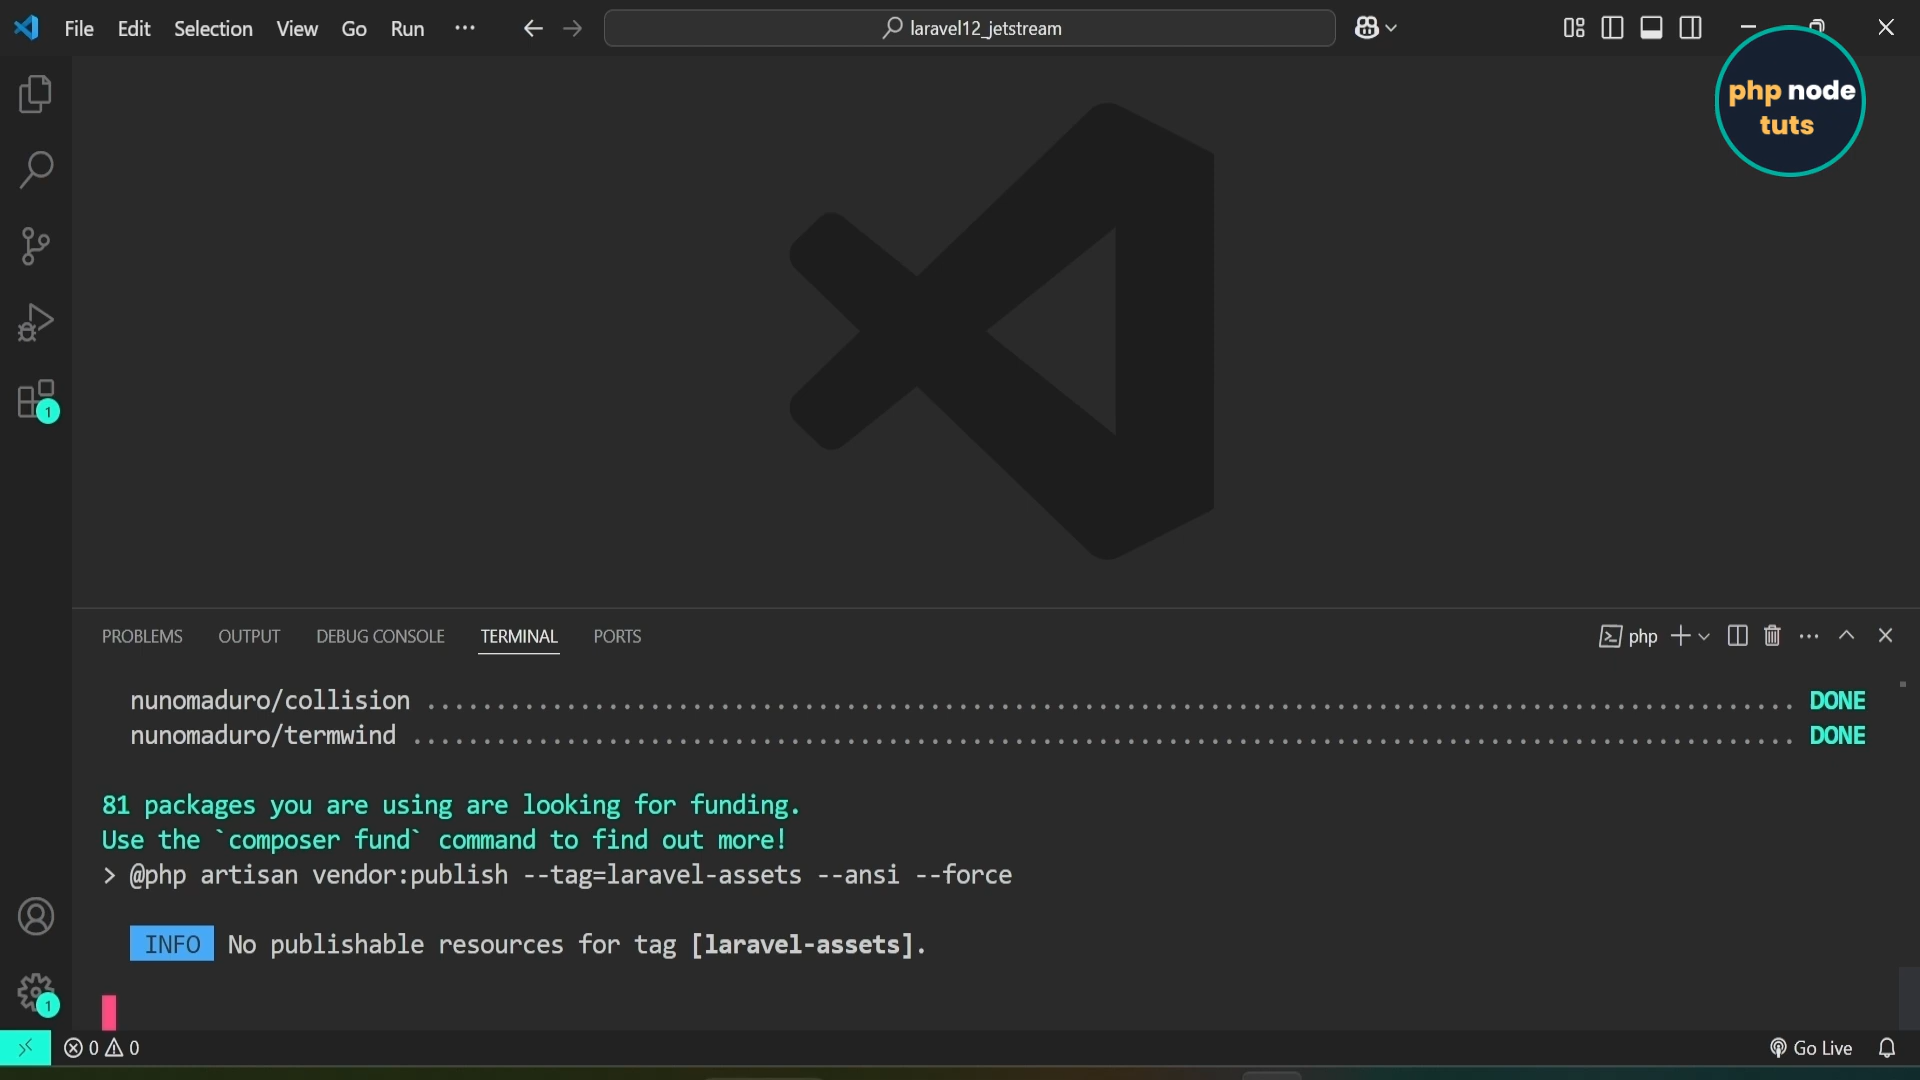 File Edit Selection View Go Run ··· laravel12_jetstream
php node
tuts
1
PROBLEMS OUTPUT DEBUG CONSOLE TERMINAL PORTS php
nunomaduro/collision .................................................................................................. DONE
nunomaduro/termwind ................................................................................................... DONE
81 packages you are using are looking for funding.
Use the `composer fund` command to find out more!
> @php artisan vendor:publish --tag=laravel-assets --ansi --force
INFO No publishable resources for tag [laravel-assets].
1
0 0 Go Live